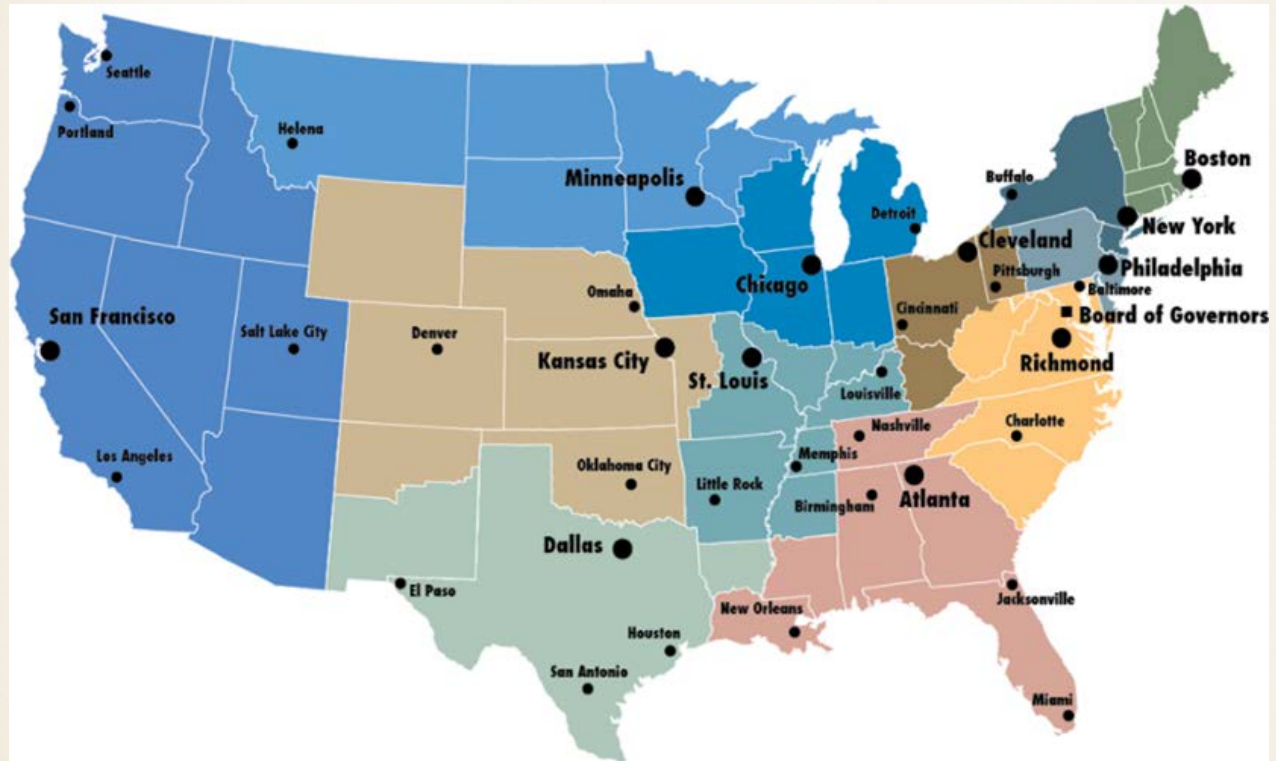 Seattle
Portland
Helena
Minneapolis
Boston
Buffalo
Detroit
New York
Cleveland
Pittsburgh
Philadelphia
Chicago
Baltimore
Omaha
Cincinnati
Board of Governors
San Francisco
Salt Lake City
Denver
Kansas City
St. Louis
Richmond
Louisville
Nashville
Charlotte
Los Angeles
Memphis
Oklahoma City
Little Rock
Atlanta
Birmingham
Dallas
El Paso
Jacksonville
New Orleans
Houston
San Antonio
Miami